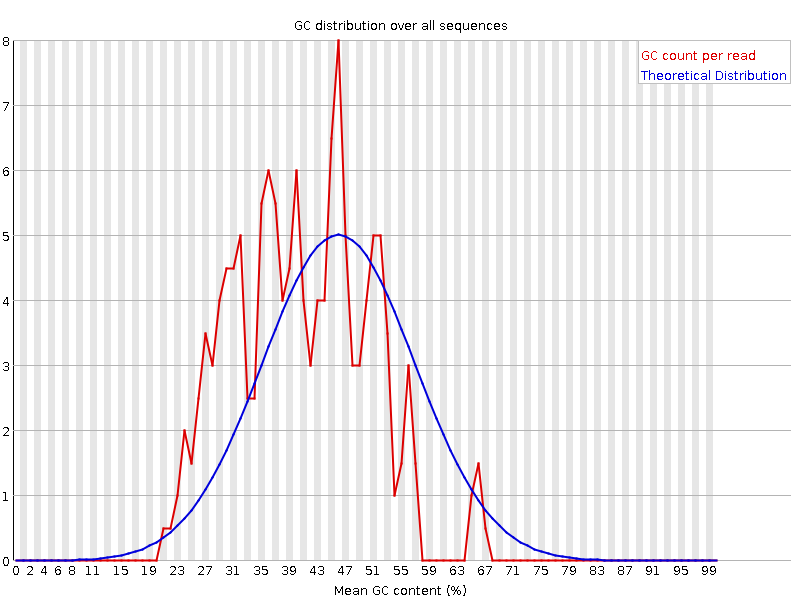 GC distribution over all sequences
GC count per read
Theoretical Distribution
8
7
6
5
4
3
2
1
0
0 2 4 6 8 11 15 19 23 27 31 35 39 43 47 51 55 59 63 67 71 75 79 83 87 91 95 99
Mean GC content (%)